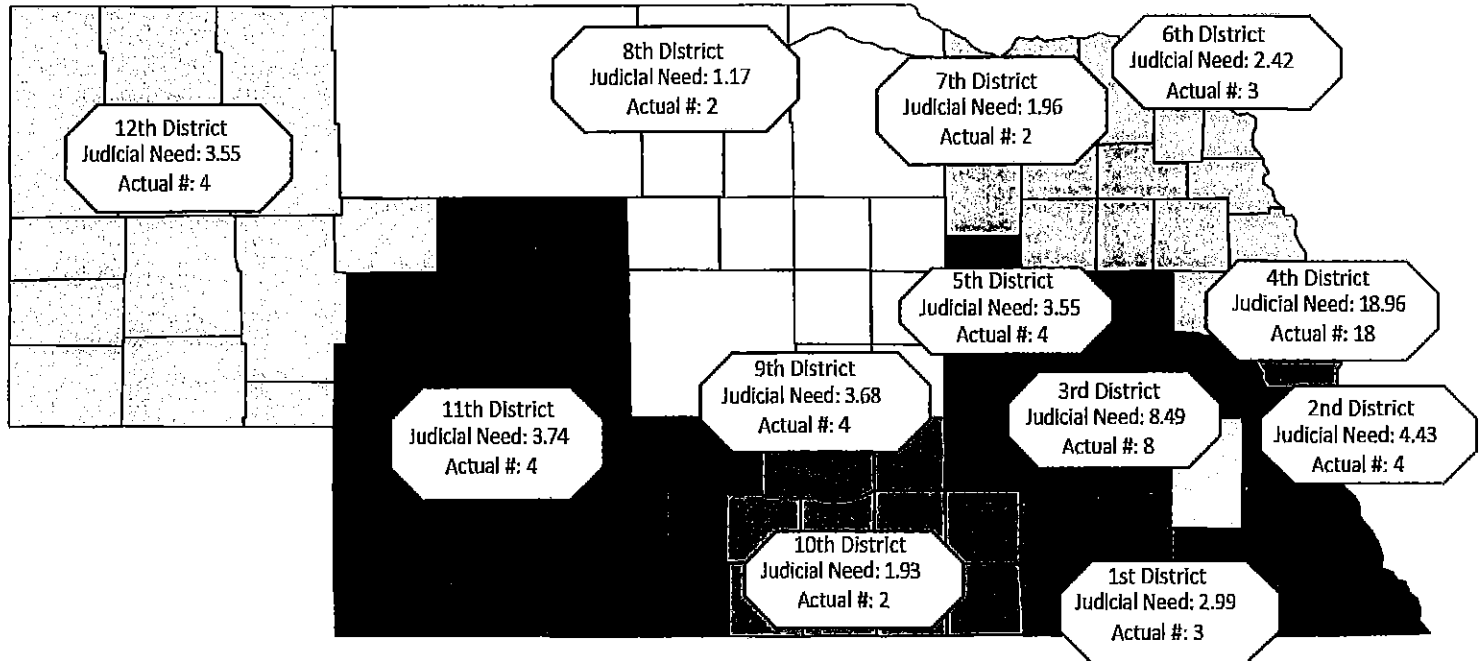 8th District
Judicial Need: 1.17
Actual #: 2
6th District
Judicial Need: 2.42
Actual #: 3
7th District
Judicial Need: 1.96
Actual #: 2
12th District
Judicial Need: 3.55
Actual #: 4
5th District
Judicial Need: 3.55
Actual #: 4
4th District
Judicial Need: 18.96
Actual #: 18
9th District
Judicial Need: 3.68
Actual #: 4
3rd District
Judicial Need: 8.49
Actual #: 8
2nd District
Judicial Need: 4.43
Actual #: 4
11th District
Judicial Need: 3.74
Actual #: 4
10th District
Judicial Need: 1.93
Actual #: 2
1st District
Judicial Need: 2.99
Actual #: 3